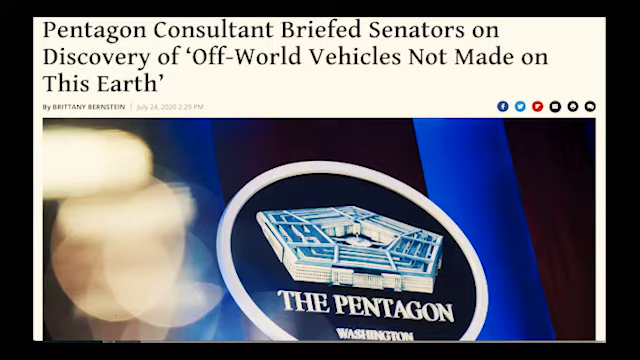 Pentagon Consultant Briefed Senators on
Discovery of ‘Off-World Vehicles Not Made on
This Earth’
By BRITTANY BERNSTEIN | July 24, 2020 2:29 PM
THE PENTAGON
WASHINGTON